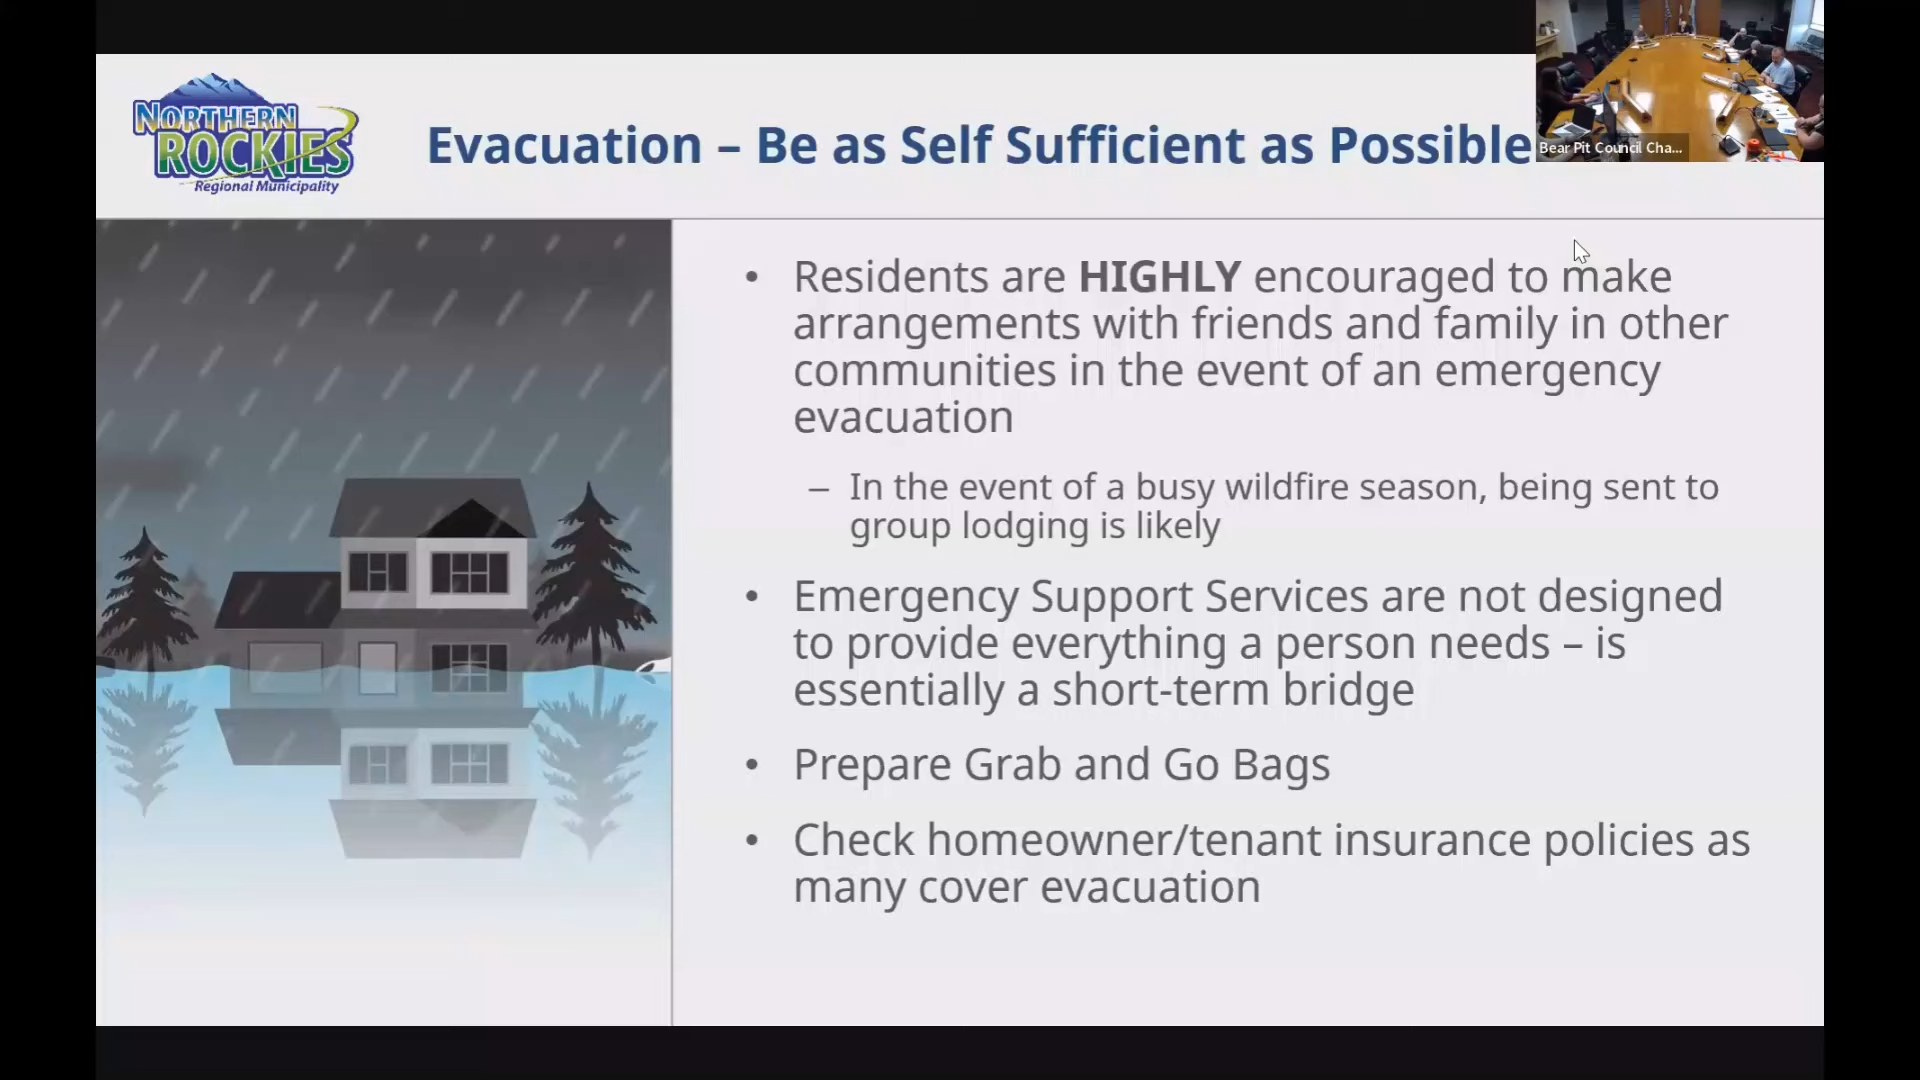 NORTHERN
ROCKIES
Regional Municipality
Evacuation – Be as Self Sufficient as Possible
Bear Pit Council Cha...
• Residents are HIGHLY encouraged to make
arrangements with friends and family in other
communities in the event of an emergency
evacuation
– In the event of a busy wildfire season, being sent to
group lodging is likely
• Emergency Support Services are not designed
to provide everything a person needs – is
essentially a short-term bridge
• Prepare Grab and Go Bags
• Check homeowner/tenant insurance policies as
many cover evacuation